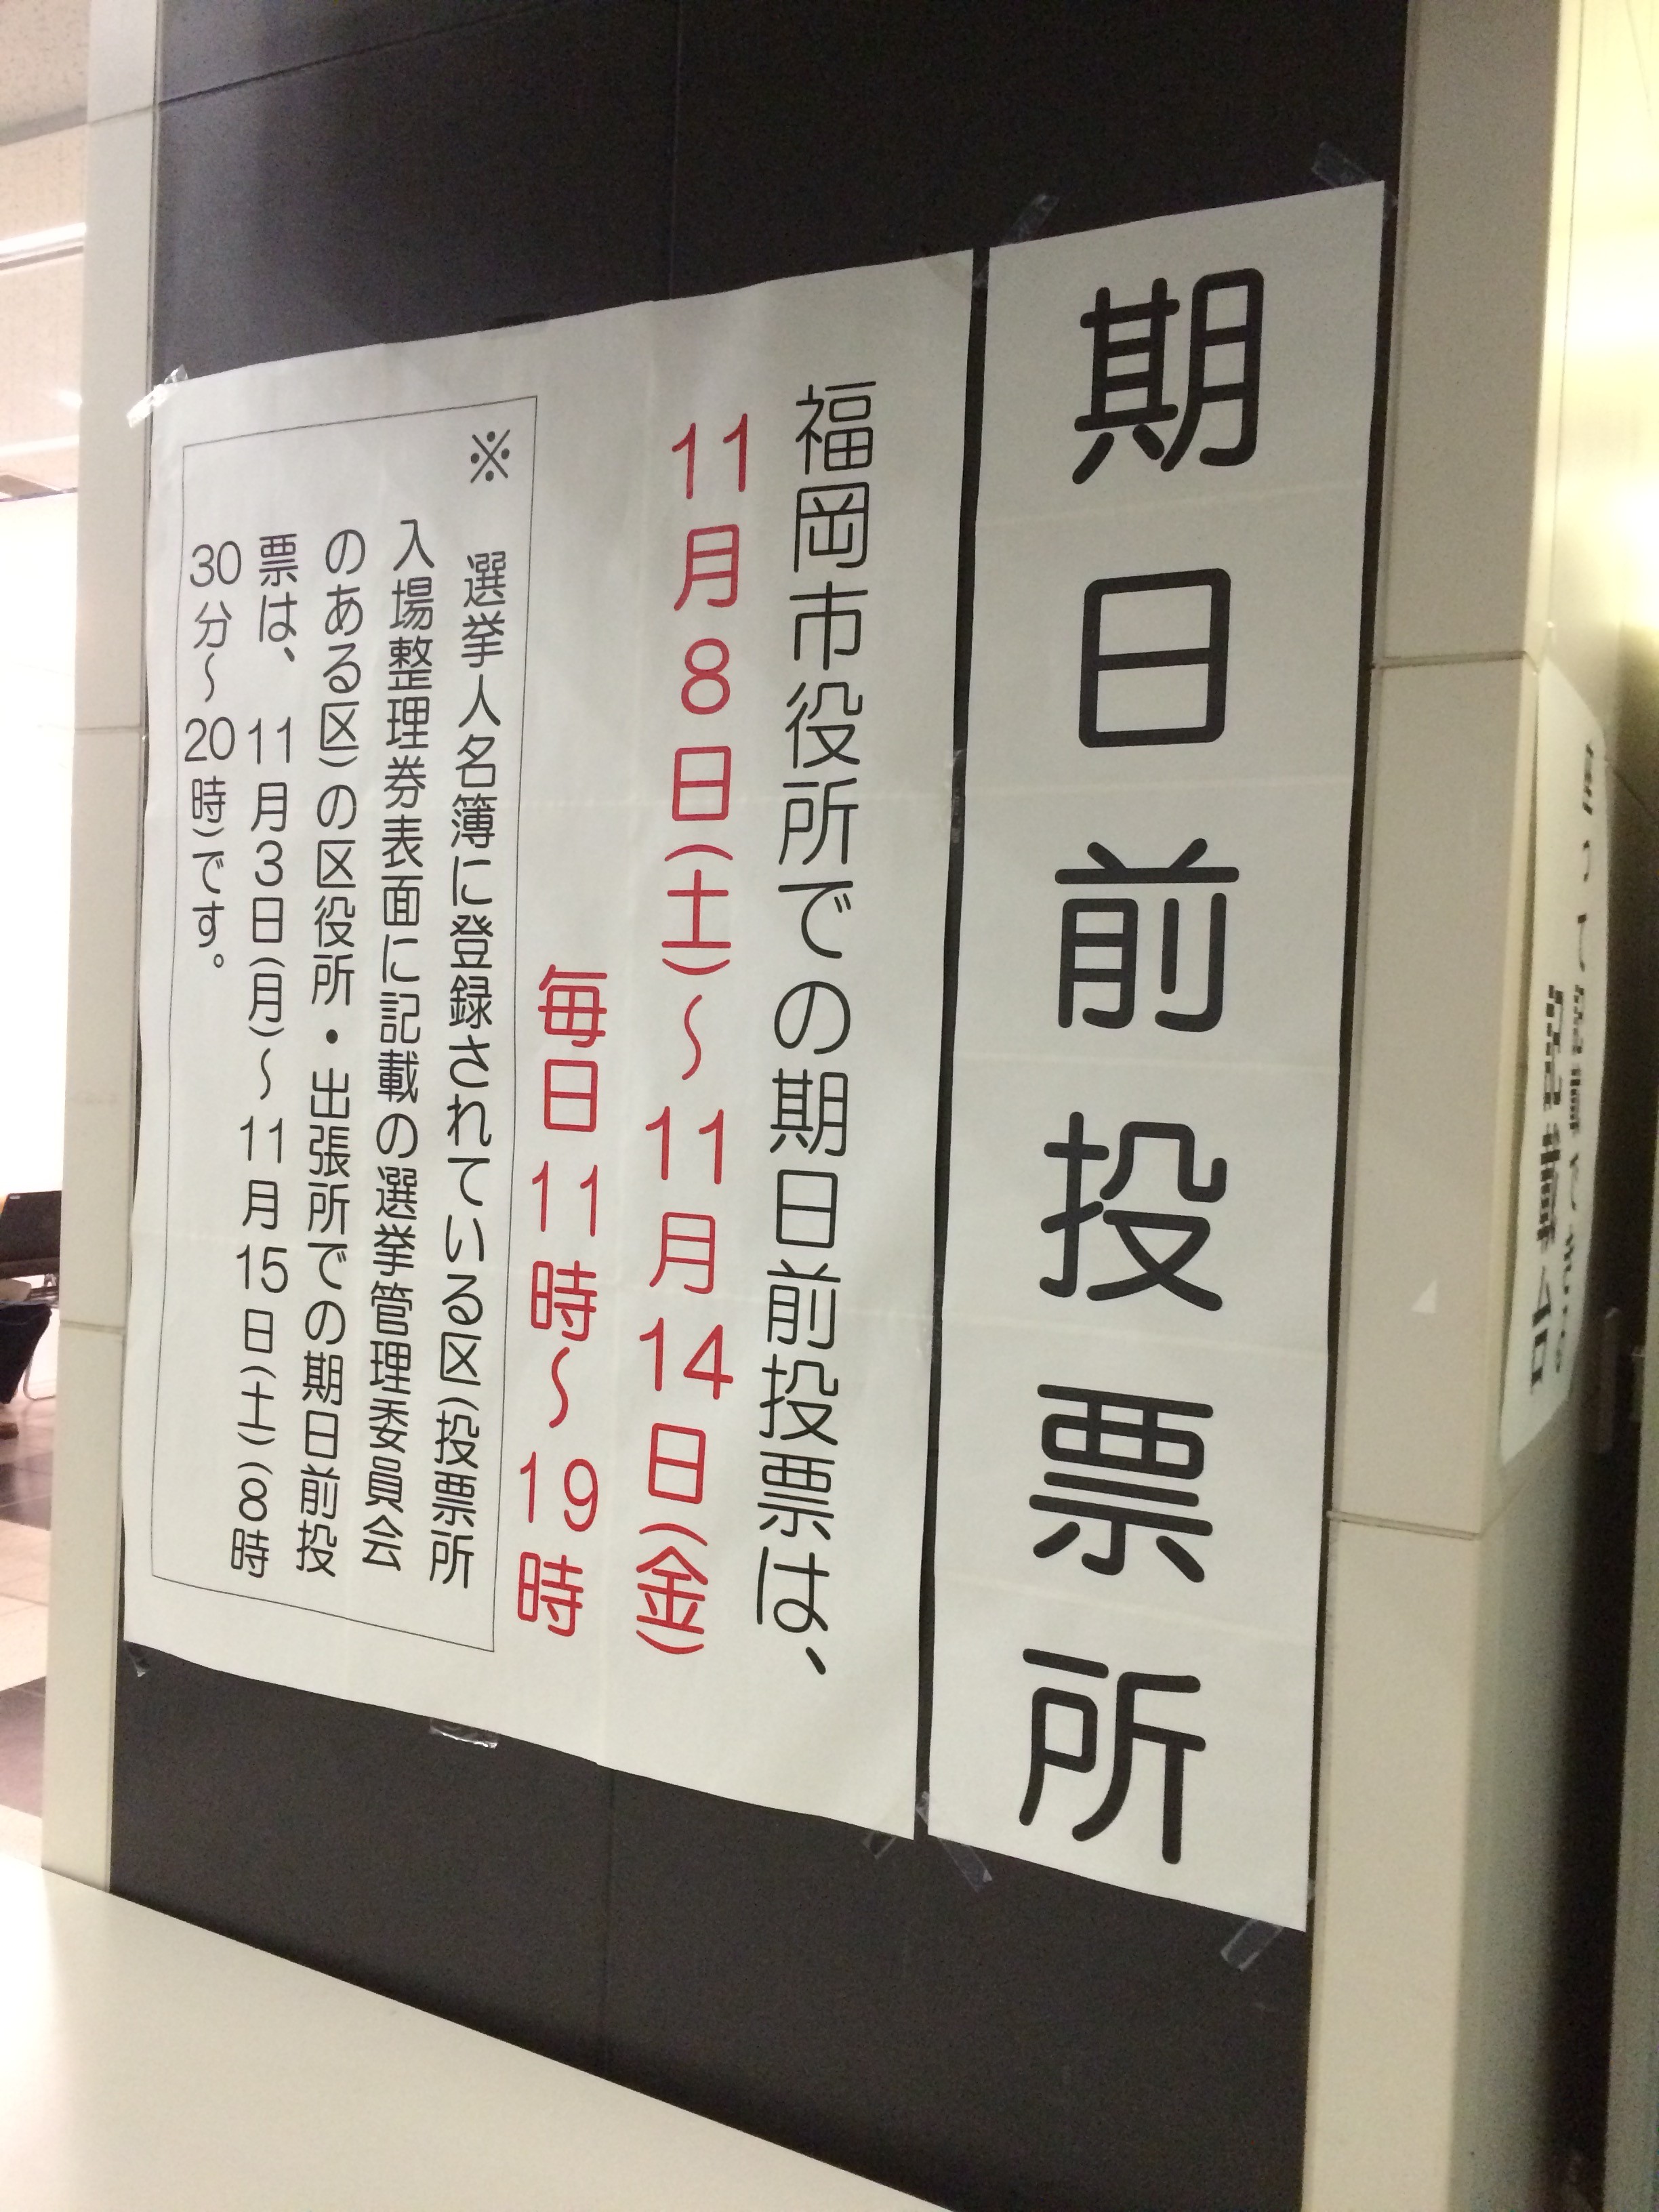 期日前投票所
福岡市役所での期日前投票は、
11月8日(土)～11月14日(金)
毎日11時～19時
※ 選挙人名簿に登録されている区(投票所
入場整理券表面に記載の選挙管理委員会
のある区)の区役所・出張所での期日前投
票は、11月3日(月)～11月15日(土)(8時
30分～20時)です。